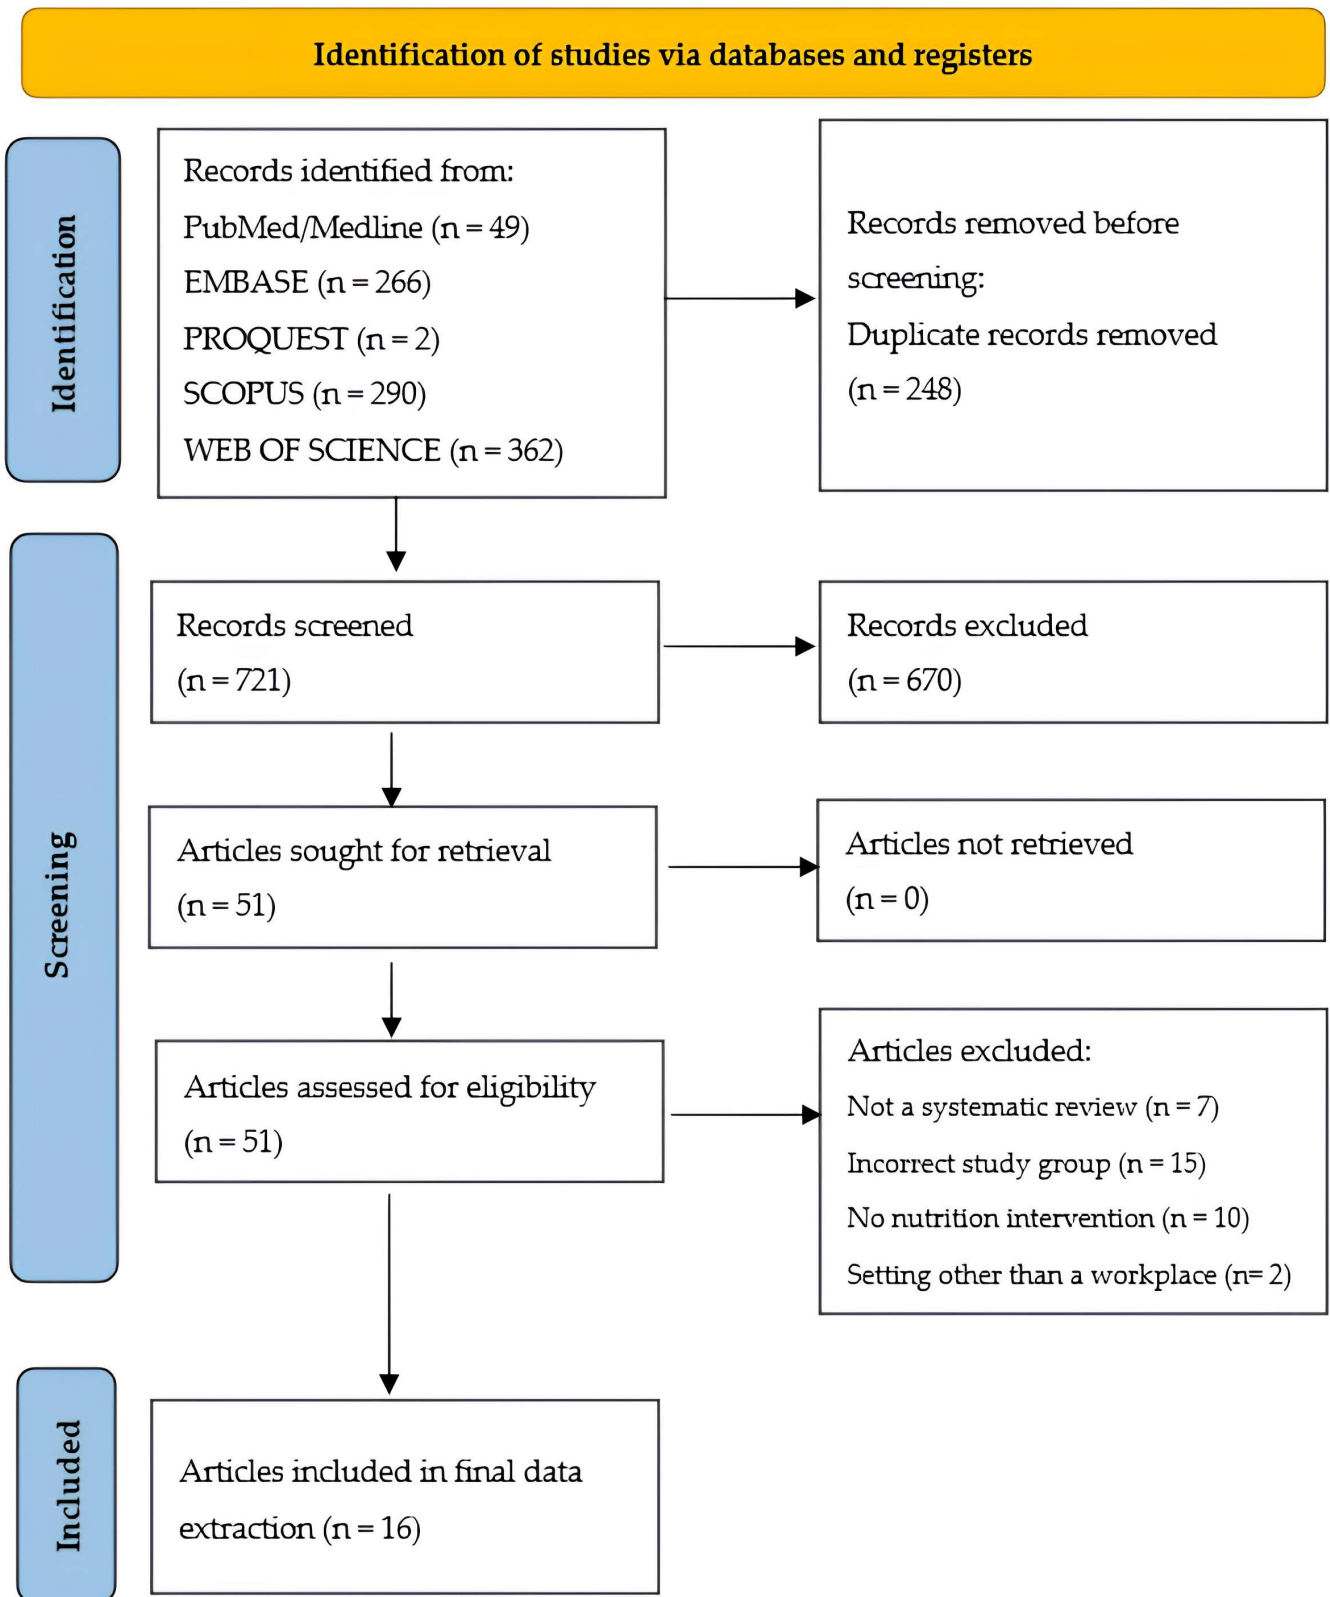 Identification of studies via databases and registers
Identification
Records identified from:
PubMed/Medline (n = 49)
EMBASE (n = 266)
PROQUEST (n = 2)
SCOPUS (n = 290)
WEB OF SCIENCE (n = 362)
Records removed before
screening:
Duplicate records removed
(n = 248)
Screening
Records screened
(n = 721)
Records excluded
(n = 670)
Articles sought for retrieval
(n = 51)
Articles not retrieved
(n = 0)
Articles assessed for eligibility
(n = 51)
Articles excluded:
Not a systematic review (n = 7)
Incorrect study group (n = 15)
No nutrition intervention (n = 10)
Setting other than a workplace (n= 2)
Included
Articles included in final data
extraction (n = 16)